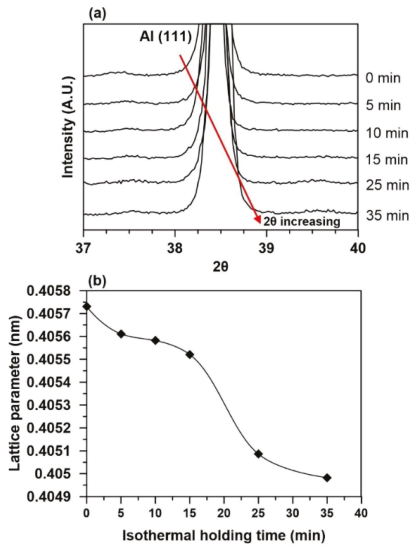 (a)
Al (111)
0 min
5 min
10 min
15 min
25 min
35 min
Intensity (A.U.)
2θ increasing
37 38 39 40
2θ
(b)
0.4058
0.4057
0.4056
0.4055
0.4054
0.4053
0.4052
0.4051
0.405
0.4049
Lattice parameter (nm)
0 5 10 15 20 25 30 35 40
Isothermal holding time (min)